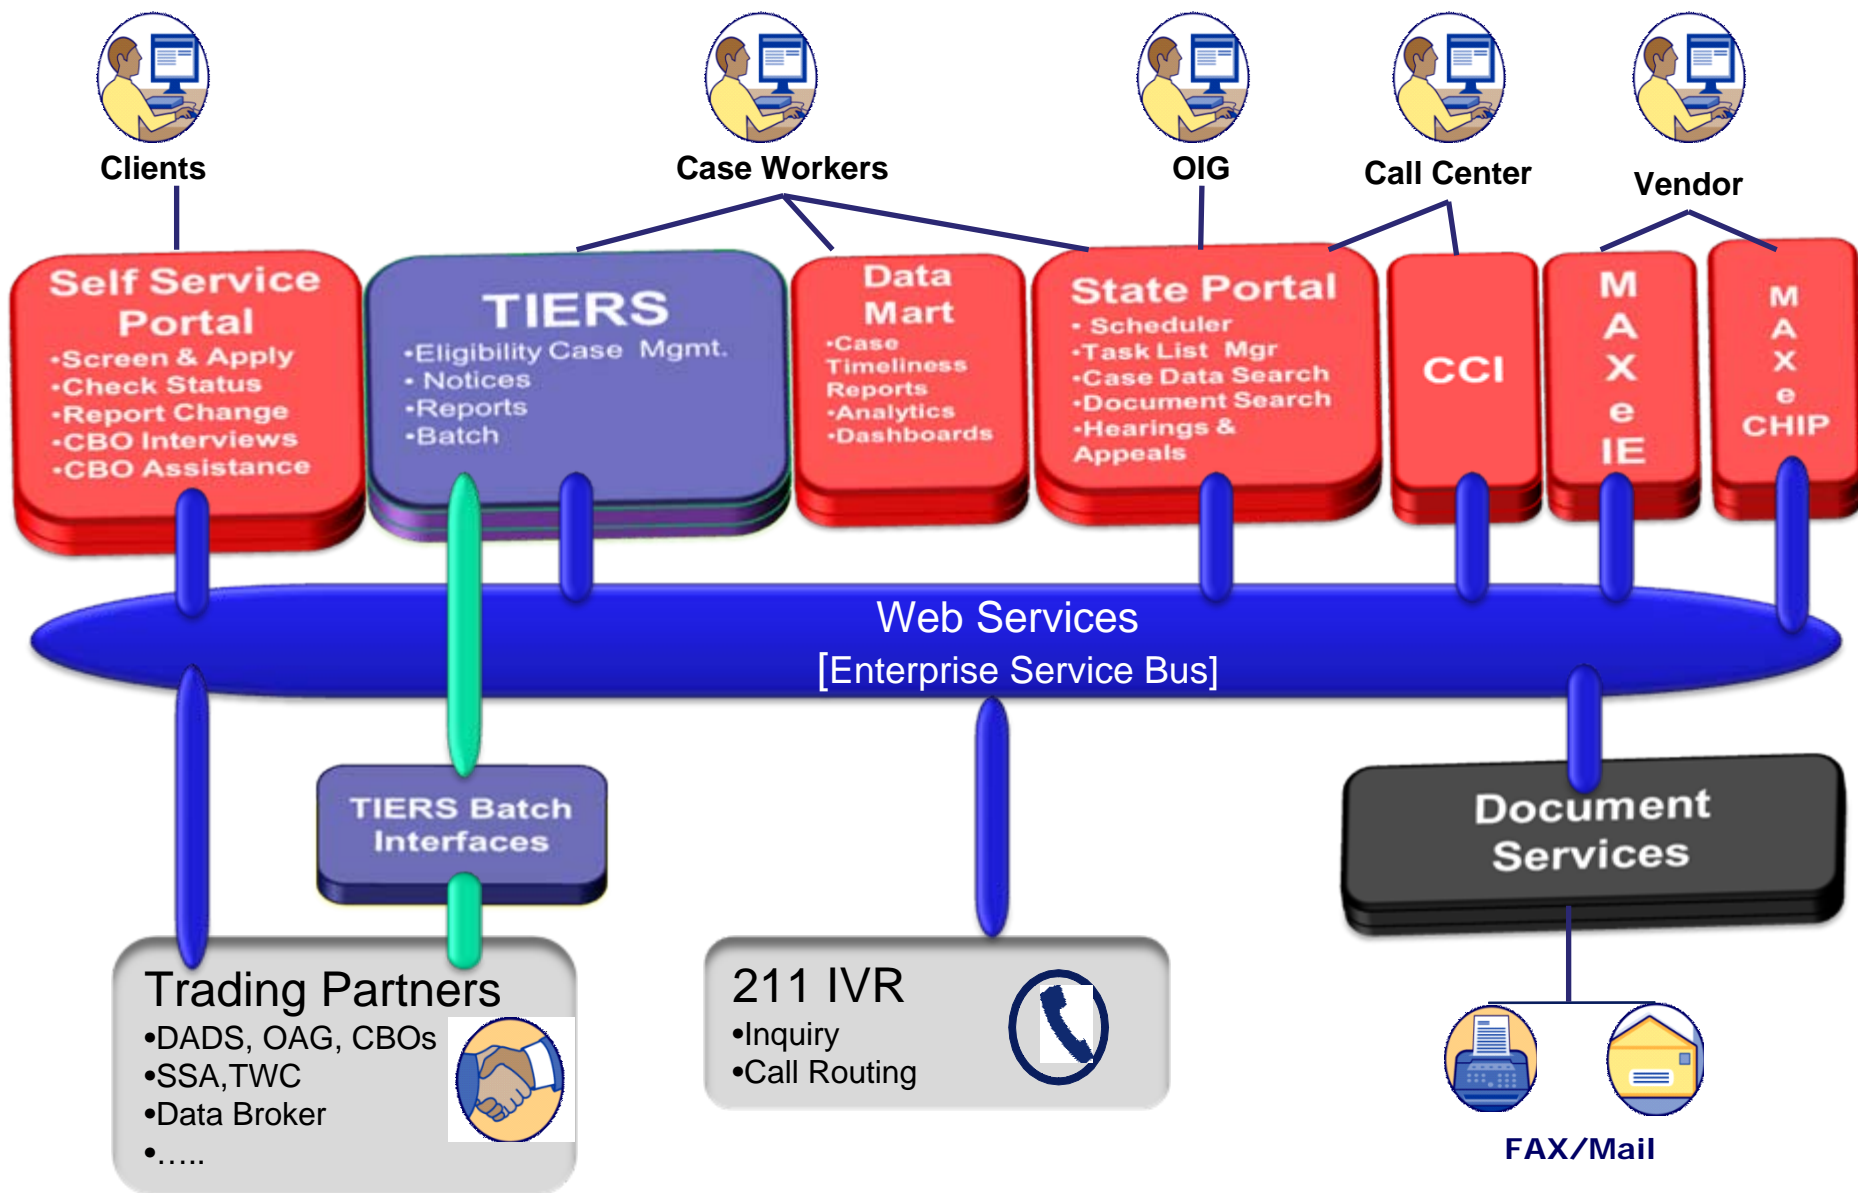 Clients
Case Workers
OIG
Call Center
Vendor
Self Service
Portal
•Screen & Apply
•Check Status
•Report Change
•CBO Interviews
•CBO Assistance
TIERS
•Eligibility Case Mgmt.
• Notices
•Reports
•Batch
Data
Mart
•Case
Timeliness
Reports
•Analytics
•Dashboards
State Portal
• Scheduler
•Task List Mgr
•Case Data Search
•Document Search
•Hearings &
Appeals
CCI
M
A
X
e
IE
M
A
X
e
CHIP
Web Services
[Enterprise Service Bus]
TIERS Batch
Interfaces
Document
Services
Trading Partners
•DADS, OAG, CBOs
•SSA,TWC
•Data Broker
•…..
211 IVR
•Inquiry
•Call Routing
FAX/Mail